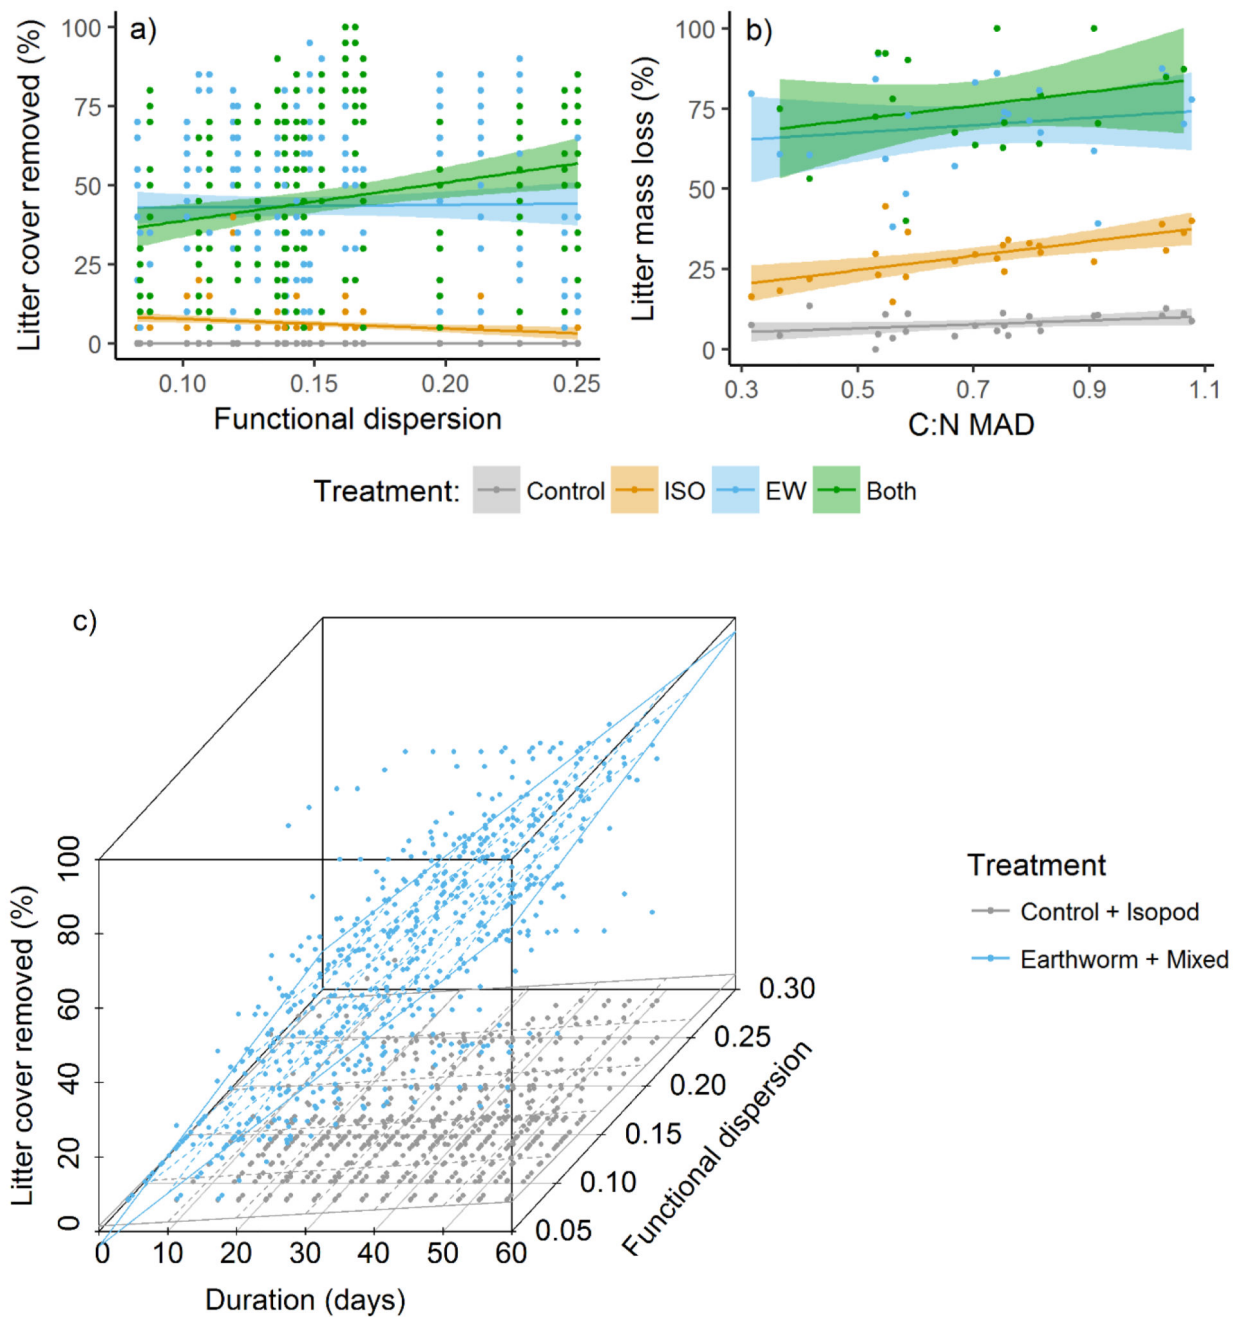 a)
Litter cover removed (%)
100
75
50
25
0
0.10 0.15 0.20 0.25
Functional dispersion
b)
Litter mass loss (%)
100
75
50
25
0
0.3 0.5 0.7 0.9 1.1
C:N MAD
Treatment: Control ISO EW Both
c)
Litter cover removed (%)
100
80
60
40
20
0
0 10 20 30 40 50 60
Duration (days)
0.30
0.25
0.20
0.15
0.10
0.05
Functional dispersion
Treatment
Control + Isopod
Earthworm + Mixed